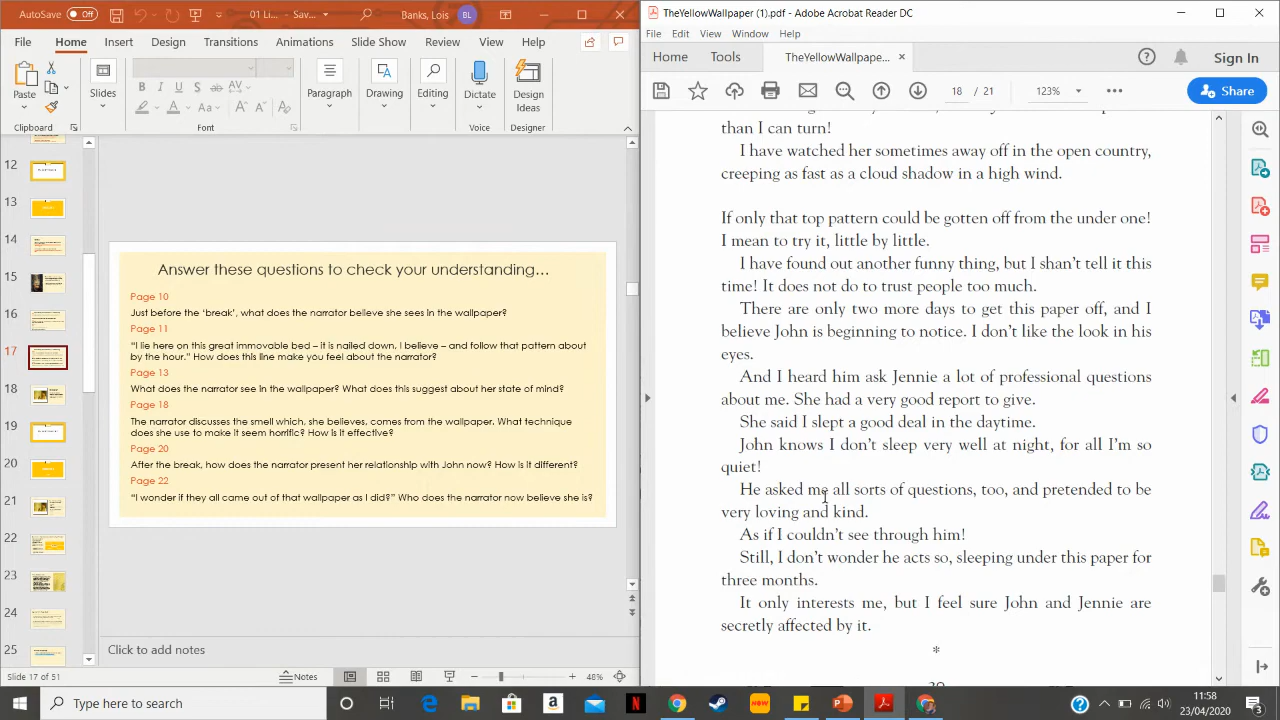 AutoSave Off 01 Li... - Sav... Banks, Lois BL
File Home Insert Design Transitions Animations Slide Show Review View Help
Paste Slides B I U S AV Aa A A Paragraph Drawing Editing Dictate Design Ideas
Clipboard Font Voice Designer
12
13
14
15
16
17
18
19
20
21
22
23
24
25
Answer these questions to check your understanding…
Page 10
Just before the ‘break’, what does the narrator believe she sees in the wallpaper?
Page 11
“I lie here on this great immovable bed – it is nailed down, I believe – and follow that pattern about
by the hour.” How does this line make you feel about the narrator?
Page 13
What does the narrator see in the wallpaper? What does this suggest about her state of mind?
Page 18
The narrator discusses the smell which, she believes, comes from the wallpaper. What technique
does she use to make it seem horrific? How is it effective?
Page 20
After the break, how does the narrator present her relationship with John now? How is it different?
Page 22
“I wonder if they all came out of that wallpaper as I did?” Who does the narrator now believe she is?
Click to add notes
Slide 17 of 51 Notes 48%
TheYellowWallpaper (1).pdf - Adobe Acrobat Reader DC
File Edit View Window Help
Home Tools TheYellowWallpape... × Sign In
18 / 21 123% Share
than I can turn!
I have watched her sometimes away off in the open country,
creeping as fast as a cloud shadow in a high wind.
If only that top pattern could be gotten off from the under one!
I mean to try it, little by little.
I have found out another funny thing, but I shan’t tell it this
time! It does not do to trust people too much.
There are only two more days to get this paper off, and I
believe John is beginning to notice. I don’t like the look in his
eyes.
And I heard him ask Jennie a lot of professional questions
about me. She had a very good report to give.
She said I slept a good deal in the daytime.
John knows I don’t sleep very well at night, for all I’m so
quiet!
He asked me all sorts of questions, too, and pretended to be
very loving and kind.
As if I couldn’t see through him!
Still, I don’t wonder he acts so, sleeping under this paper for
three months.
It only interests me, but I feel sure John and Jennie are
secretly affected by it.
*
Type here to search
11:58
23/04/2020